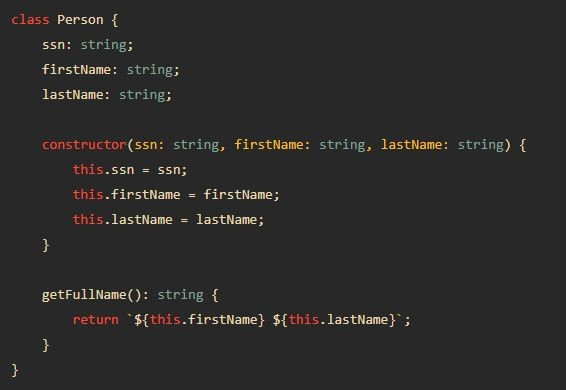 class Person {
    ssn: string;
    firstName: string;
    lastName: string;

    constructor(ssn: string, firstName: string, lastName: string) {
        this.ssn = ssn;
        this.firstName = firstName;
        this.lastName = lastName;
    }

    getFullName(): string {
        return `${this.firstName} ${this.lastName}`;
    }
}